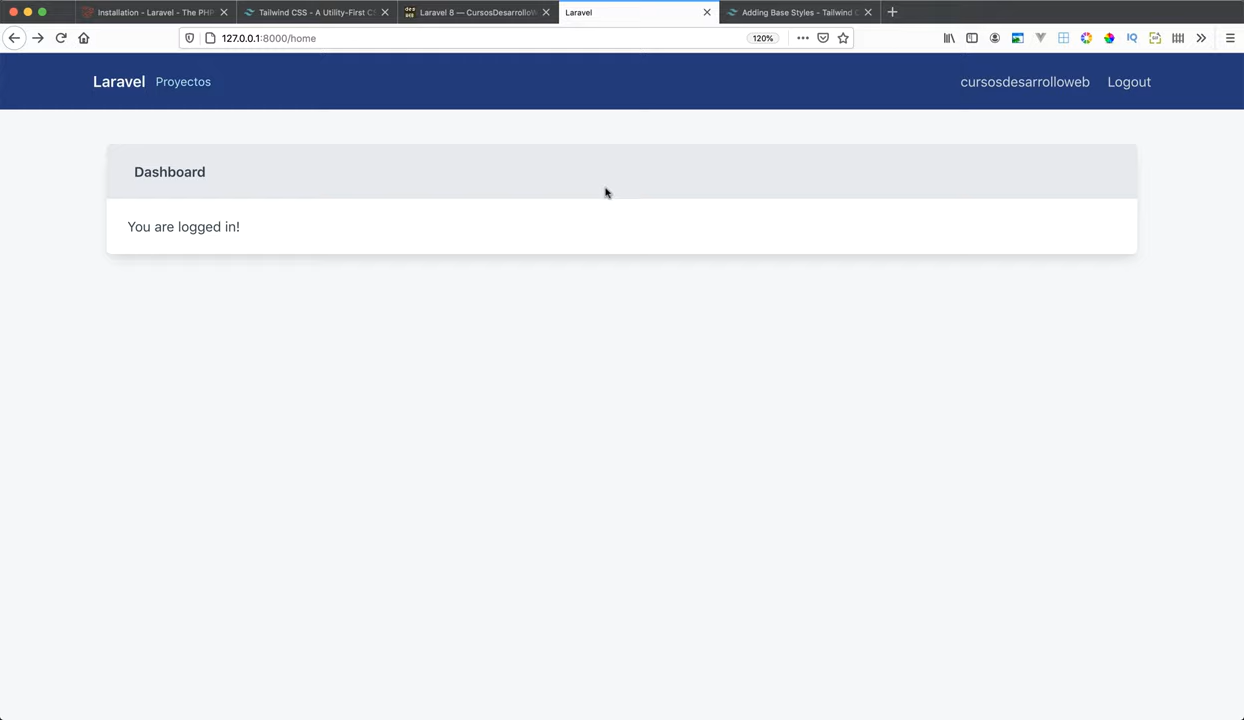 Installation - Laravel - The PHP
Tailwind CSS - A Utility-First CS
Laravel 8 — CursosDesarrolloW
Laravel
Adding Base Styles - Tailwind C
127.0.0.1:8000/home
120%
Laravel Proyectos
cursosdesarrolloweb Logout
Dashboard
You are logged in!